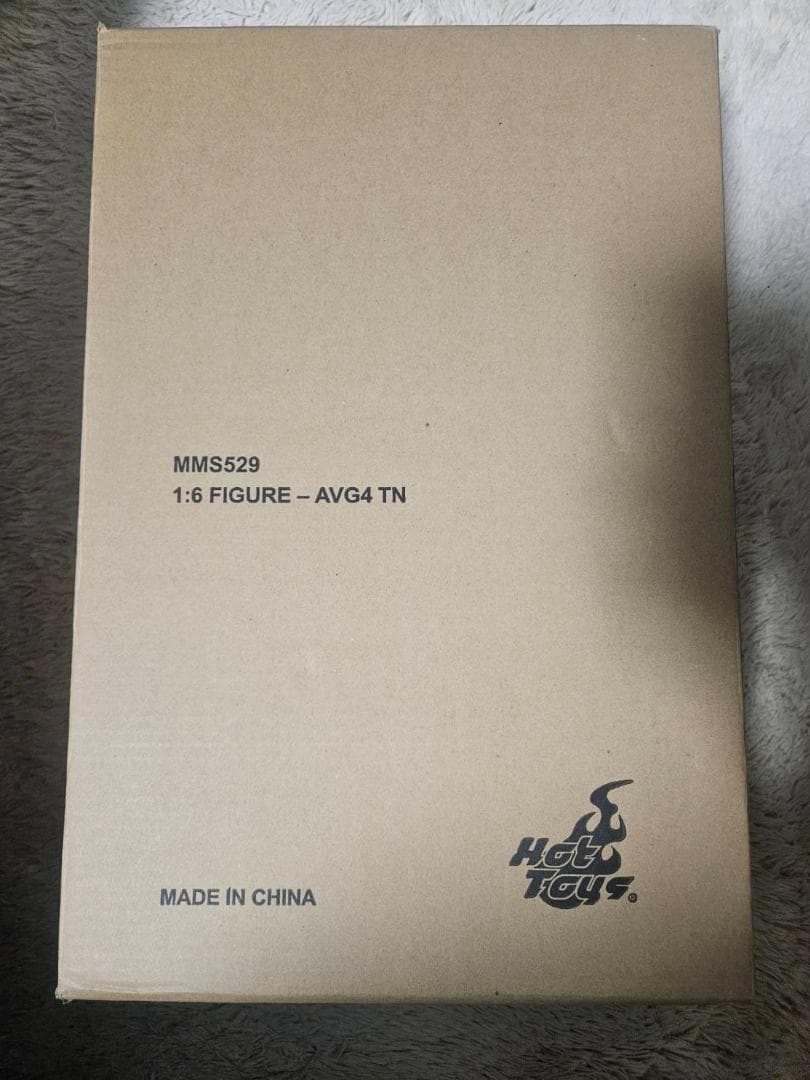 MMS529
1:6 FIGURE – AVG4 TN
MADE IN CHINA
Hot
Toys®